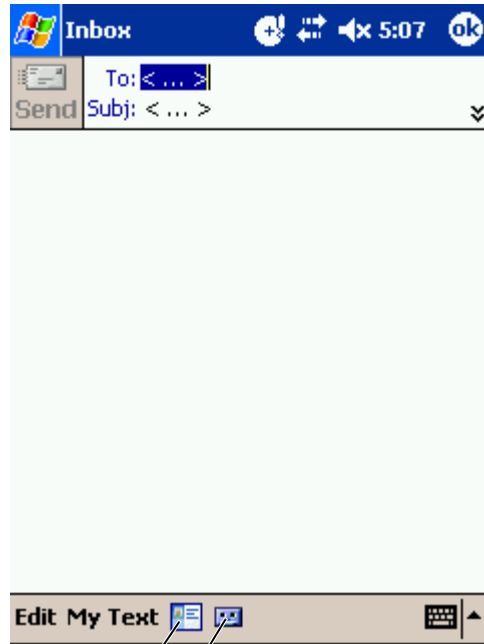 Inbox 5:07 ok
To: < ... >
Send Subj: < ... >
Edit My Text